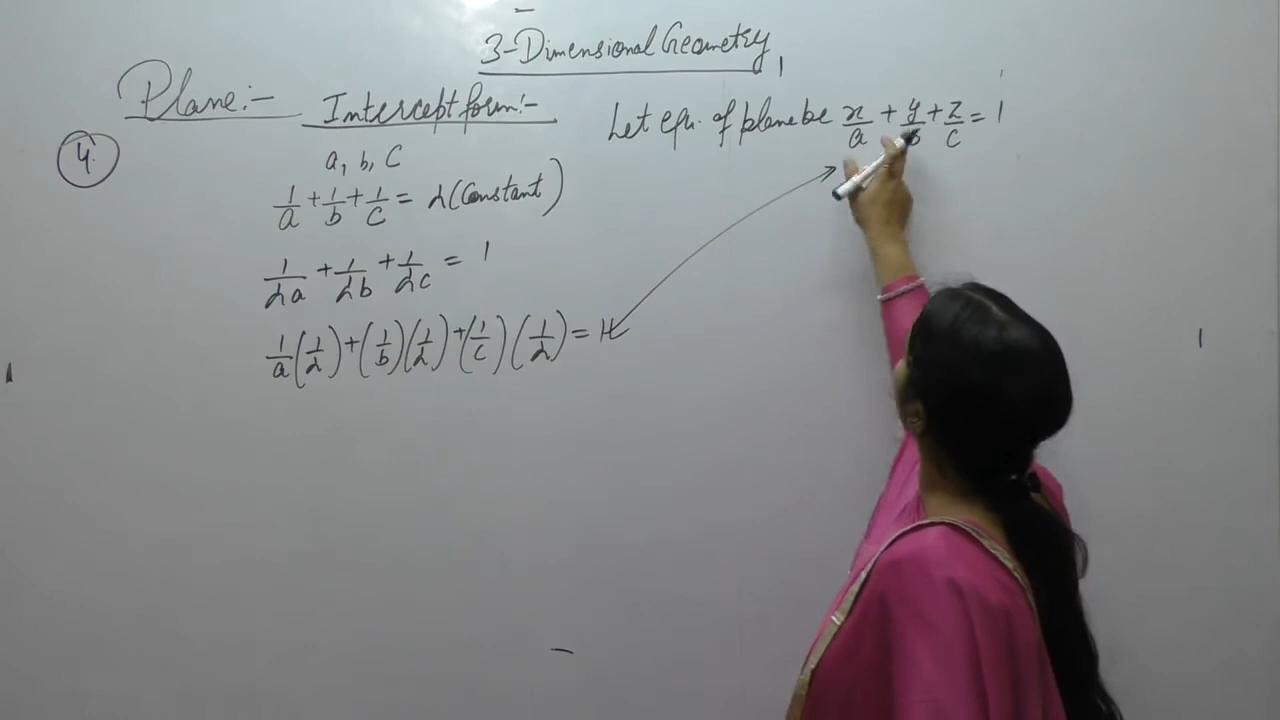 3-Dimensional Geometry
Plane:- Intercept form:-
Let eqn. of plane be x/a + y/b + z/c = 1
4.
a, b, c
1/a + 1/b + 1/c = λ (Constant)
1/λa + 1/λb + 1/λc = 1
1/a (1/λ) + (1/b)(1/λ) + (1/c)(1/λ) = 1